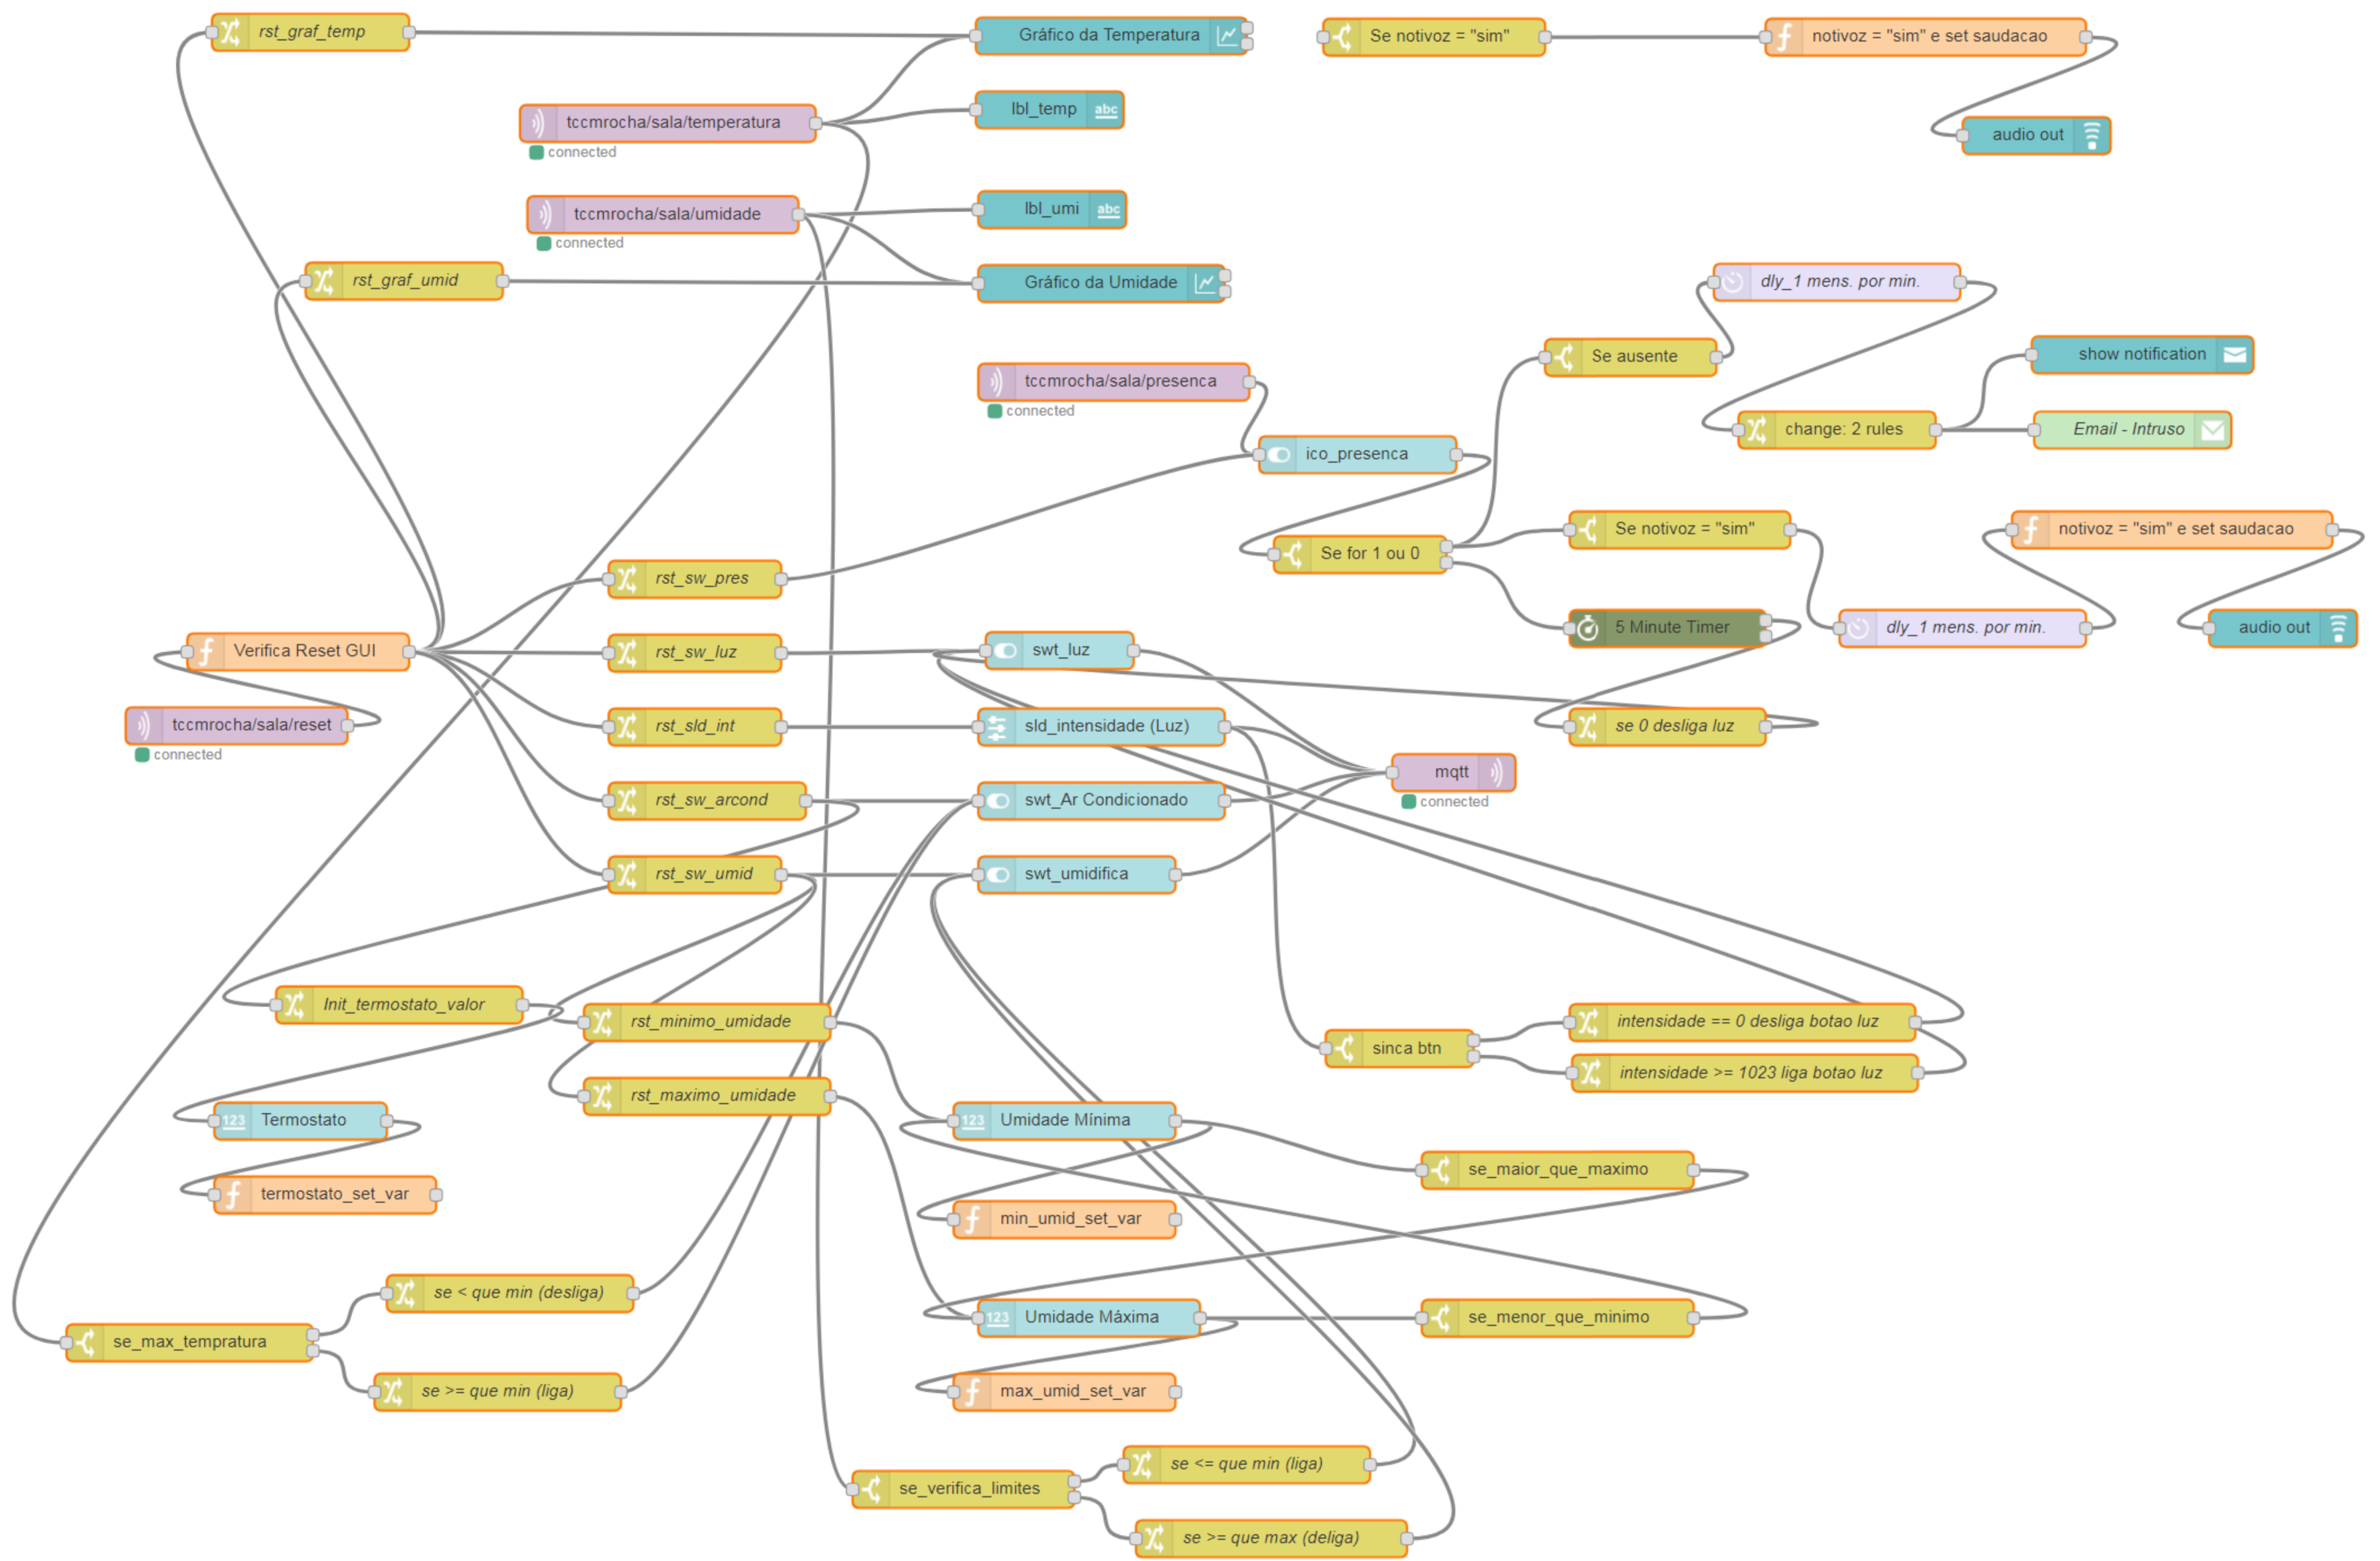 rst_graf_temp
Gráfico da Temperatura
Se notivoz = "sim"
notivoz = "sim" e set saudacao
tccmrocha/sala/temperatura
connected
lbl_temp
abc
audio out
tccmrocha/sala/umidade
connected
lbl_umi
abc
rst_graf_umid
Gráfico da Umidade
dly_1 mens. por min.
Se ausente
show notification
tccmrocha/sala/presenca
connected
change: 2 rules
Email - Intruso
ico_presenca
Se for 1 ou 0
Se notivoz = "sim"
notivoz = "sim" e set saudacao
rst_sw_pres
5 Minute Timer
dly_1 mens. por min.
audio out
Verifica Reset GUI
rst_sw_luz
swt_luz
tccmrocha/sala/reset
connected
rst_sld_int
sld_intensidade (Luz)
se 0 desliga luz
mqtt
connected
rst_sw_arcond
swt_Ar Condicionado
rst_sw_umid
swt_umidifica
Init_termostato_valor
rst_minimo_umidade
intensidade == 0 desliga botao luz
sinca btn
intensidade >= 1023 liga botao luz
rst_maximo_umidade
123
Termostato
123
Umidade Mínima
se_maior_que_maximo
termostato_set_var
min_umid_set_var
se < que min (desliga)
123
Umidade Máxima
se_menor_que_minimo
se_max_tempratura
se >= que min (liga)
max_umid_set_var
se <= que min (liga)
se_verifica_limites
se >= que max (deliga)